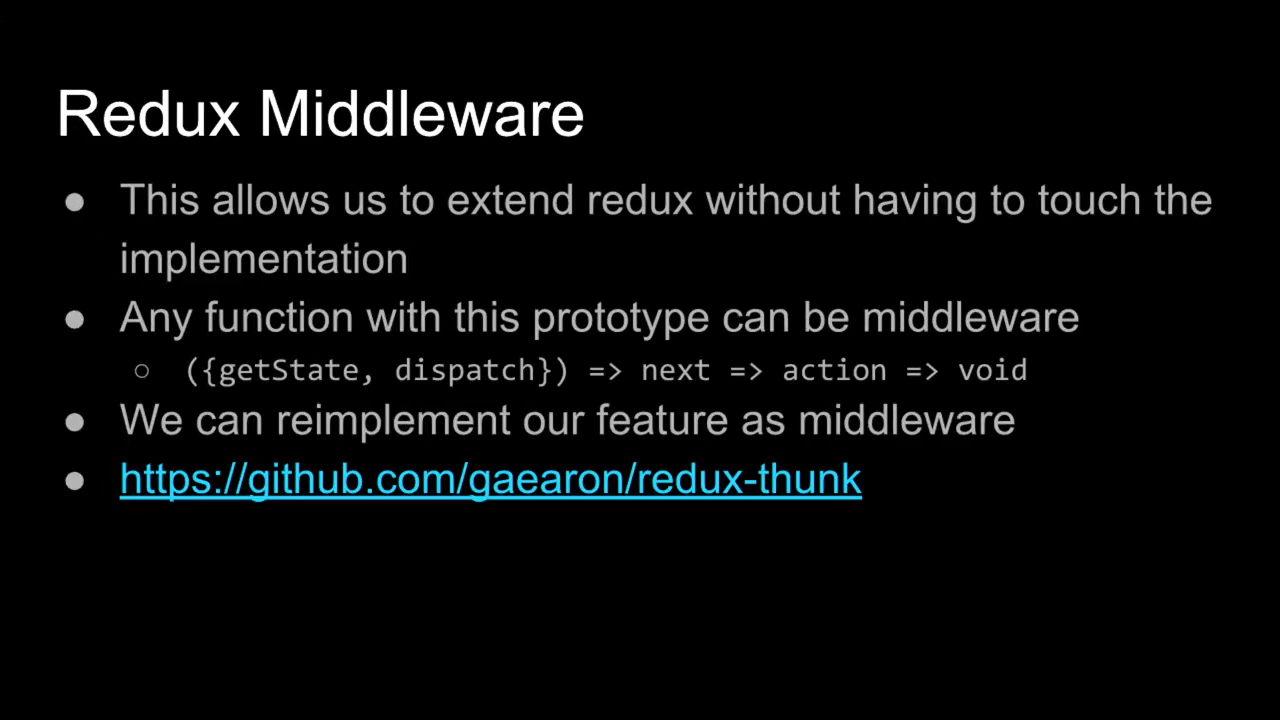 Redux Middleware
● This allows us to extend redux without having to touch the
implementation
● Any function with this prototype can be middleware
○ ({getState, dispatch}) => next => action => void
● We can reimplement our feature as middleware
● https://github.com/gaearon/redux-thunk